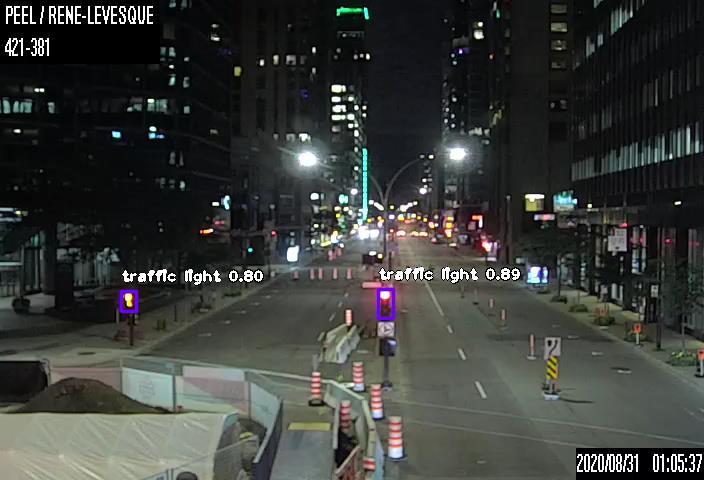 PEEL / RENE-LEVESQUE
421-381
traffic light 0.80
traffic light 0.89
2020/08/31 01:05:37